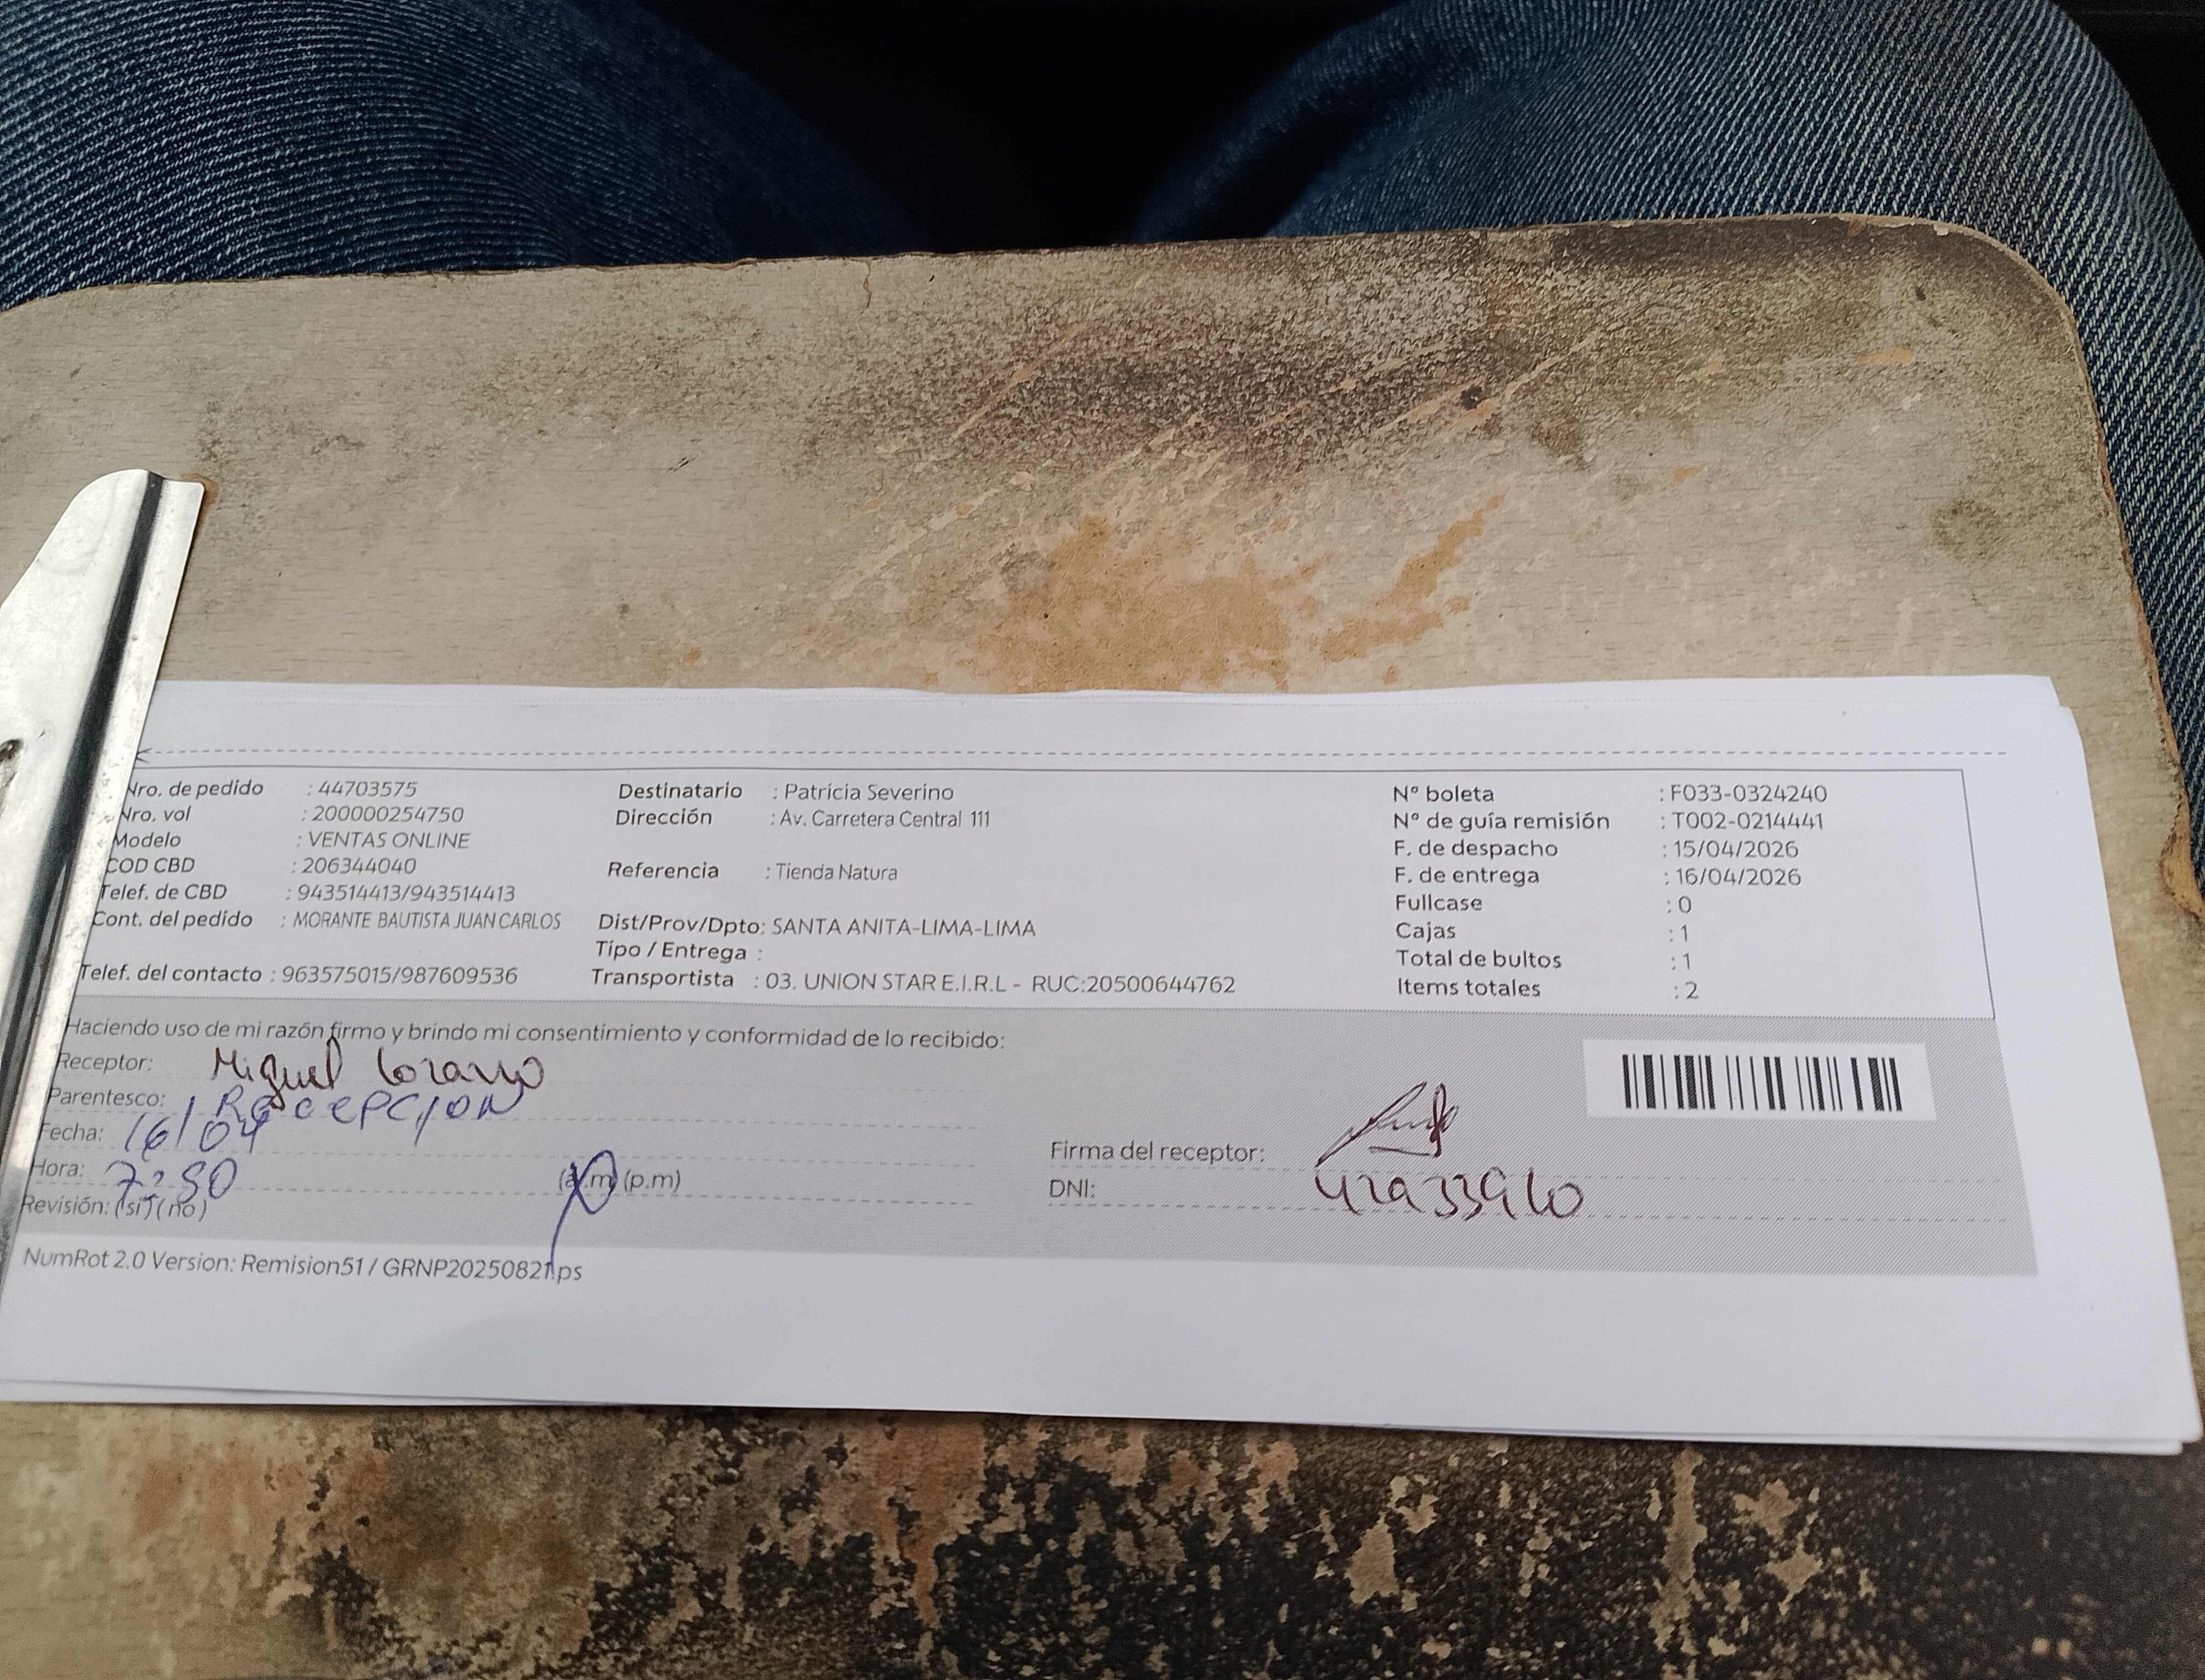 Nro. de pedido : 44703575
Nro. vol : 200000254750
Modelo : VENTAS ONLINE
COD CBD : 206344040
Telef. de CBD : 943514413/943514413
Cont. del pedido : MORANTE BAUTISTA JUAN CARLOS
Telef. del contacto : 963575015/987609536
Destinatario : Patricia Severino
Dirección : Av. Carretera Central 111
Referencia : Tienda Natura
Dist/Prov/Dpto: SANTA ANITA-LIMA-LIMA
Tipo / Entrega :
Transportista : 03. UNION STAR E.I.R.L - RUC:20500644762
N° boleta : F033-0324240
N° de guía remisión : T002-0214441
F. de despacho : 15/04/2026
F. de entrega : 16/04/2026
Fullcase : 0
Cajas : 1
Total de bultos : 1
Items totales : 2
Haciendo uso de mi razón firmo y brindo mi consentimiento y conformidad de lo recibido:
Receptor: Miguel
Parentesco: RECEPCION
Fecha: 16/04
Hora: (a.m) (p.m)
Revisión: (si) (no)
Firma del receptor:
DNI:
NumRot 2.0 Version: Remision51 / GRNP20250821.ps